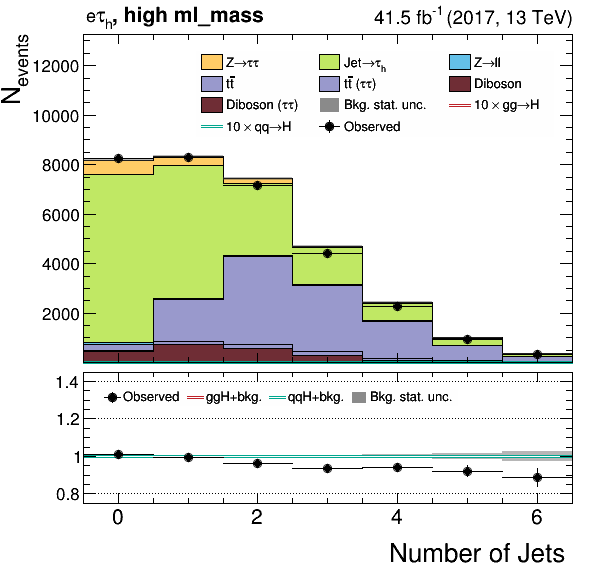 eτh, high ml_mass 41.5 fb⁻¹ (2017, 13 TeV)
Nevents
Z→ττ Jet→τh Z→ll
tt̄ tt̄ (ττ) Diboson
Diboson (ττ) Bkg. stat. unc. 10 × gg→H
10 × qq→H Observed
12000
10000
8000
6000
4000
2000
1.4
Observed ggH+bkg. qqH+bkg. Bkg. stat. unc.
1.2
1
0.8
0 2 4 6
Number of Jets